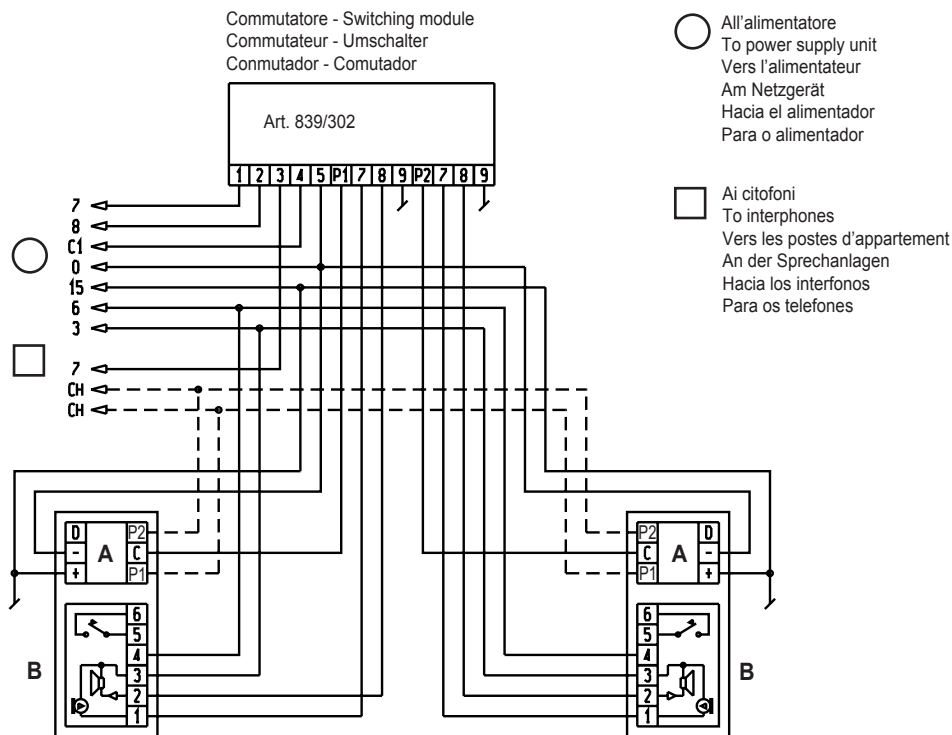 Commutatore - Switching module
Commutateur - Umschalter
Conmutador - Comutador
All'alimentatore
To power supply unit
Vers l'alimentateur
Am Netzgerät
Hacia el alimentador
Para o alimentador
Art. 839/302
1 2 3 4 5 P1 7 8 9 P2 7 8 9
Ai citofoni
To interphones
Vers les postes d'appartement
An der Sprechanlagen
Hacia los interfonos
Para os telefones
7
8
C1
0
15
6
3
7
CH
CH
D P2
- A C
+ P1
P2 D
C A -
P1 +
B
6
5
4
3
2
1
6
5
4
3
2
1
B